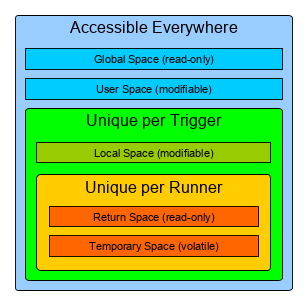 Accessible Everywhere
Global Space (read-only)
User Space (modifiable)
Unique per Trigger
Local Space (modifiable)
Unique per Runner
Return Space (read-only)
Temporary Space (volatile)